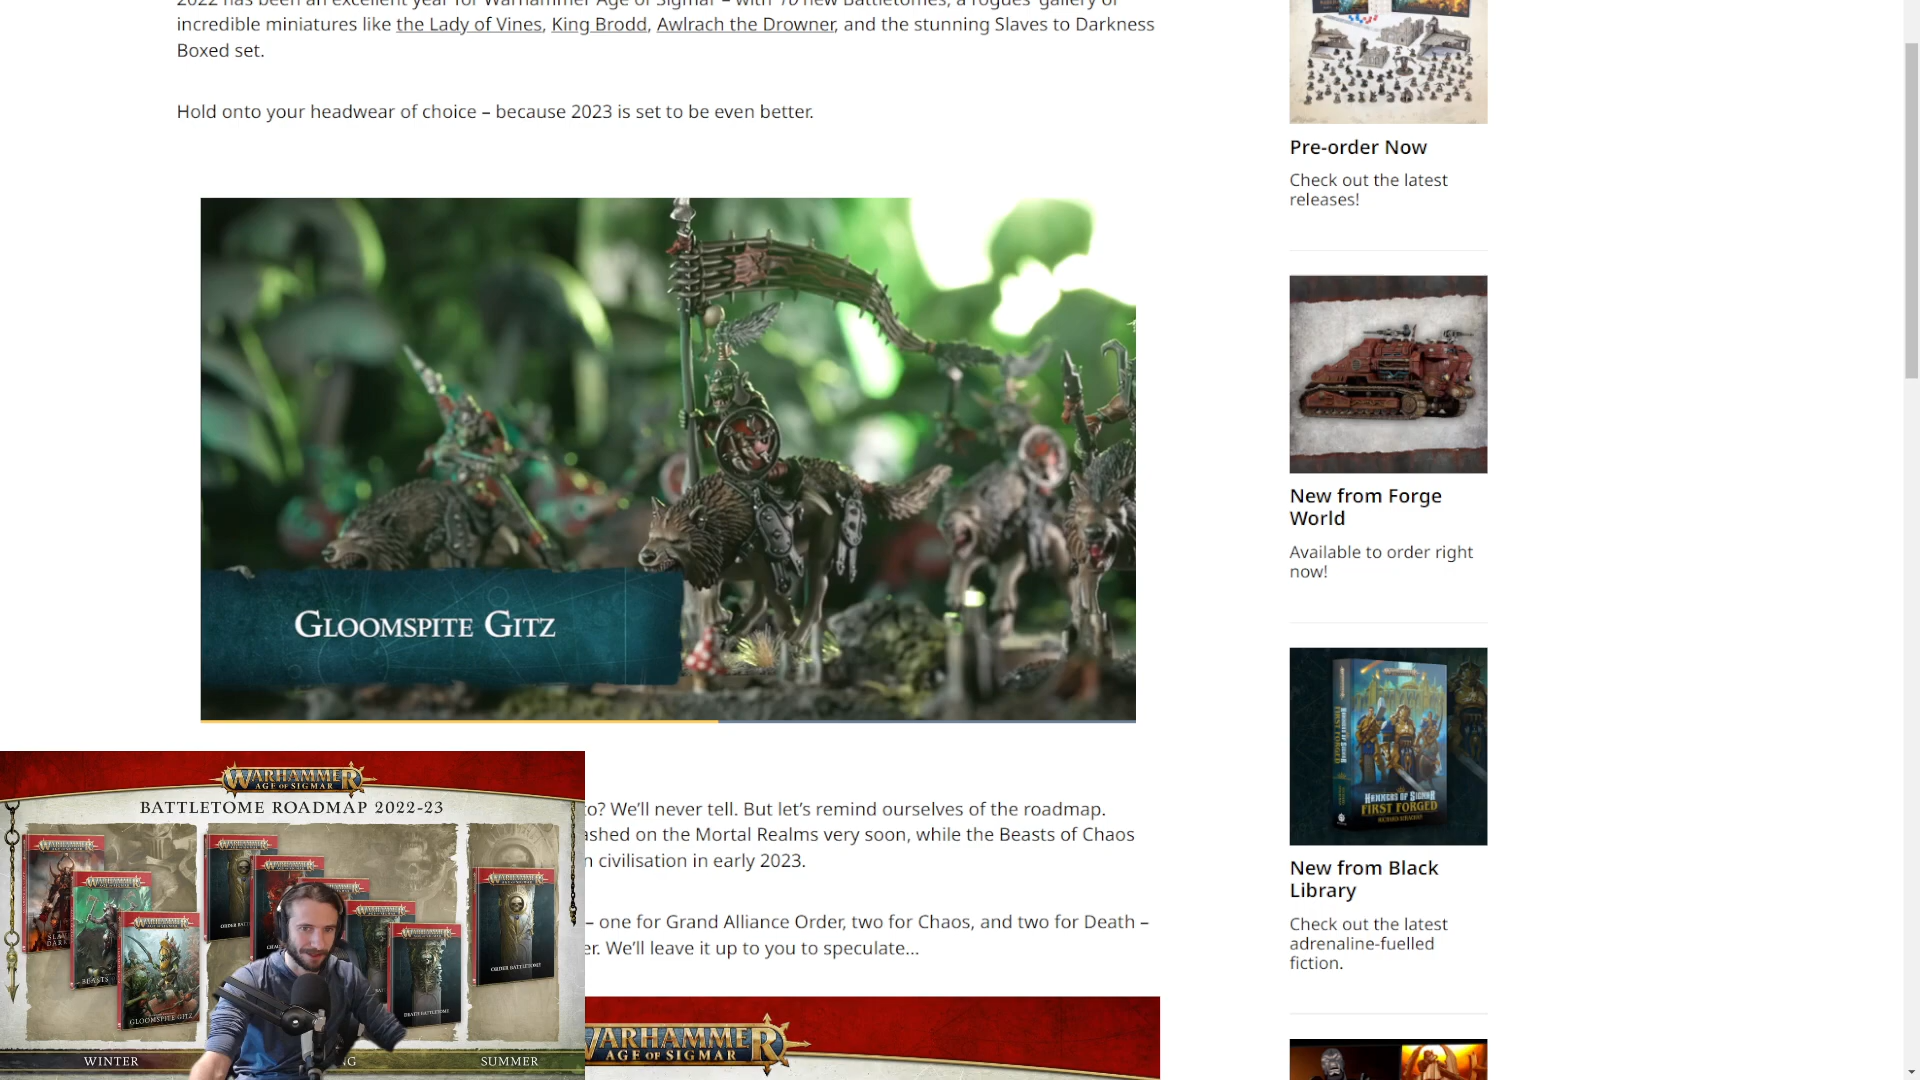 2022 has been an excellent year for Warhammer Age of Sigmar – with 10 new Battletomes, a rogues' gallery of
incredible miniatures like the Lady of Vines, King Brodd, Awlrach the Drowner, and the stunning Slaves to Darkness
Boxed set.
Hold onto your headwear of choice – because 2023 is set to be even better.
GLOOMSPITE GITZ
to? We’ll never tell. But let’s remind ourselves of the roadmap.
ashed on the Mortal Realms very soon, while the Beasts of Chaos
n civilisation in early 2023.
– one for Grand Alliance Order, two for Chaos, and two for Death –
er. We’ll leave it up to you to speculate...
WARHAMMER
AGE OF SIGMAR
WARHAMMER
AGE OF SIGMAR
BATTLETOME ROADMAP 2022-23
BEASTS
GLOOMSPITE GITZ
DEATH BATTLETOME
ORDER BATTLETOME
WINTER
NG
SUMMER
Pre-order Now
Check out the latest
releases!
New from Forge
World
Available to order right
now!
HAMMERS OF SIGMAR
FIRST FORGED
New from Black
Library
Check out the latest
adrenaline-fuelled
fiction.